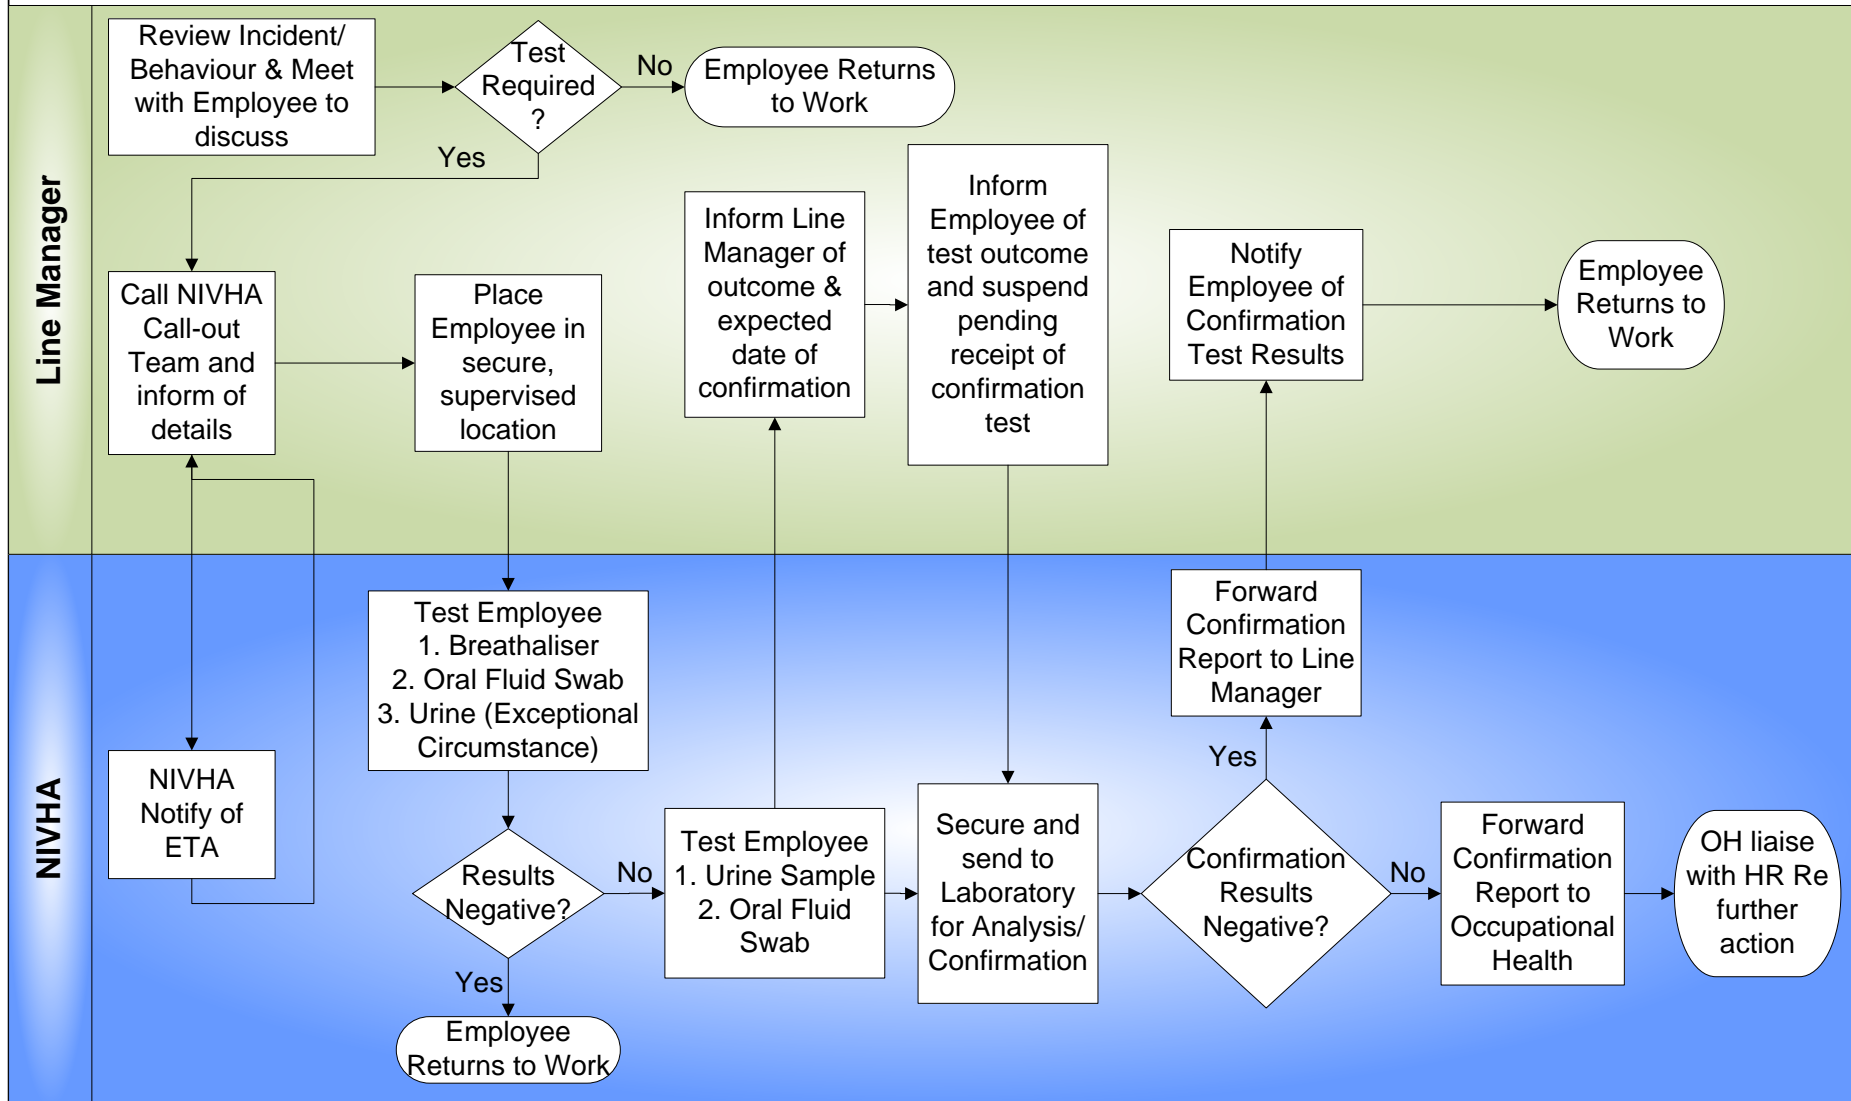 Line Manager
Review Incident/
Behaviour & Meet
with Employee to
discuss
Test
Required
?
No
Employee Returns
to Work
Yes
Call NIVHA
Call-out
Team and
inform of
details
Place
Employee in
secure,
supervised
location
Inform Line
Manager of
outcome &
expected
date of
confirmation
Inform
Employee of
test outcome
and suspend
pending
receipt of
confirmation
test
Notify
Employee of
Confirmation
Test Results
Employee
Returns to
Work
NIVHA
NIVHA
Notify of
ETA
Test Employee
1. Breathaliser
2. Oral Fluid Swab
3. Urine (Exceptional
Circumstance)
Results
Negative?
No
Yes
Employee
Returns to Work
Test Employee
1. Urine Sample
2. Oral Fluid
Swab
Secure and
send to
Laboratory
for Analysis/
Confirmation
Confirmation
Results
Negative?
Yes
Forward
Confirmation
Report to Line
Manager
No
Forward
Confirmation
Report to
Occupational
Health
OH liaise
with HR Re
further
action